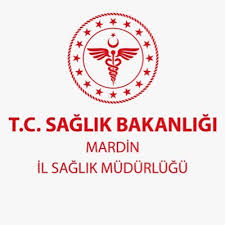 T.C. SAĞLIK BAKANLIĞI
MARDİN
İL SAĞLIK MÜDÜRLÜĞÜ